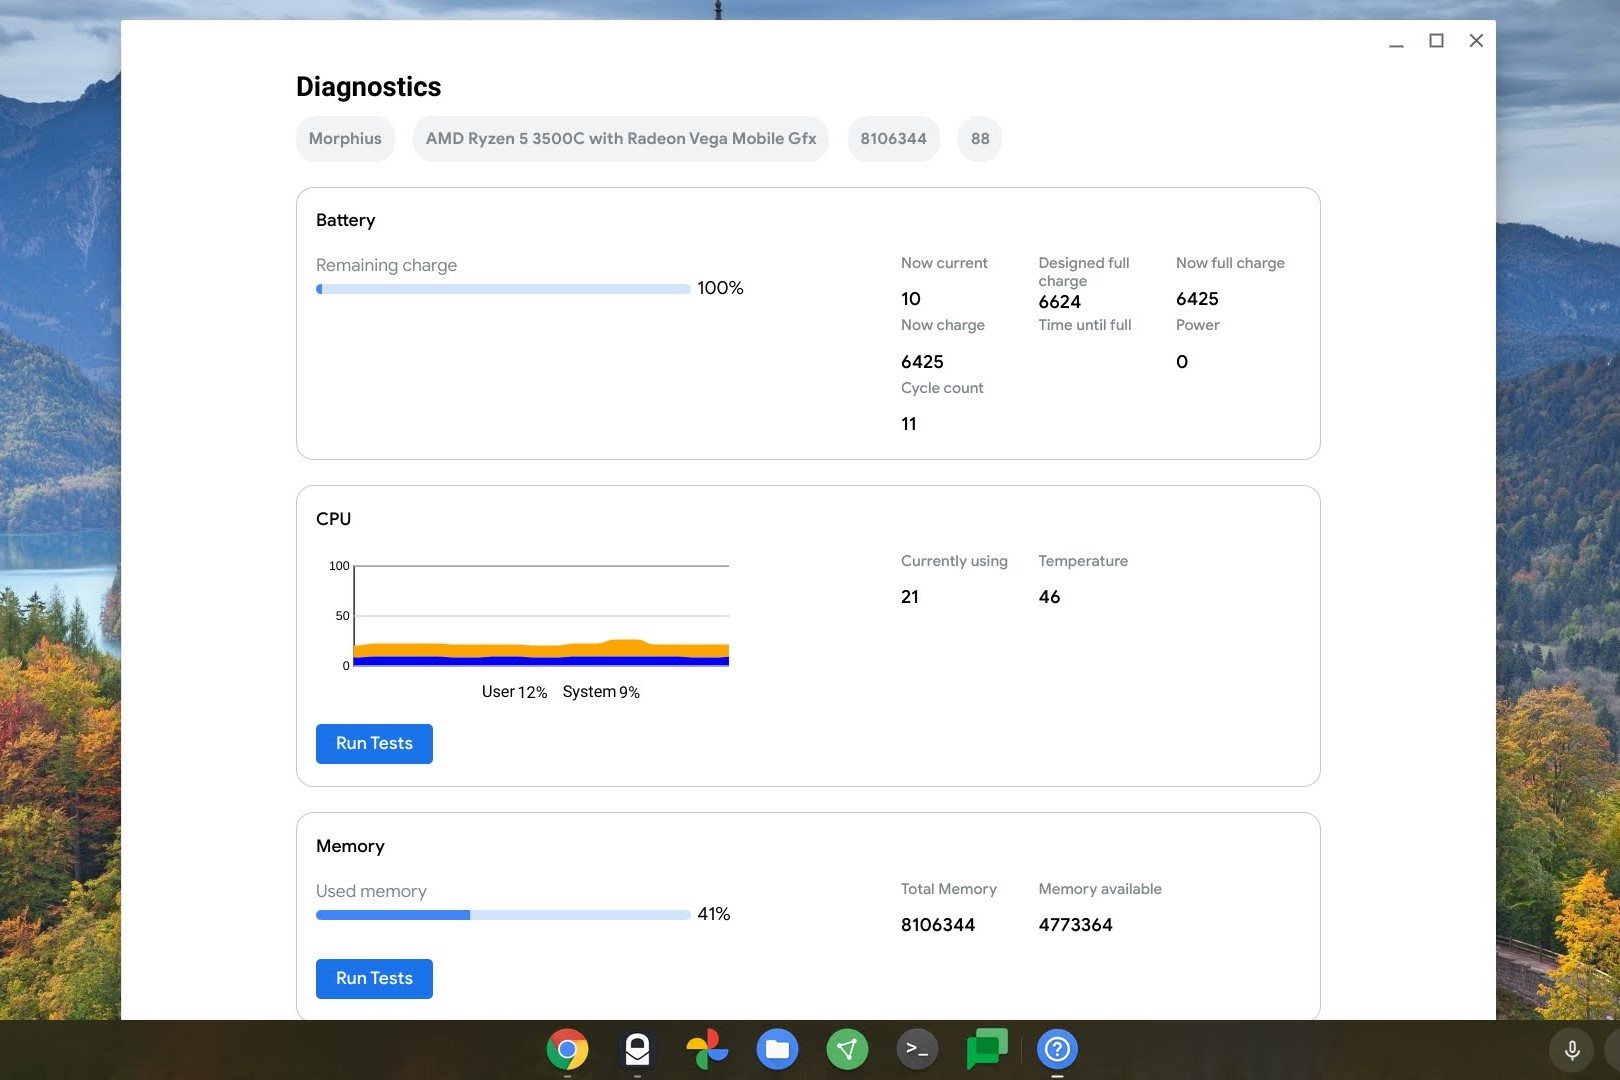 Diagnostics
Morphius
AMD Ryzen 5 3500C with Radeon Vega Mobile Gfx
8106344
88
Battery
Remaining charge
100%
Now current
10
Designed full
charge
6624
Now full charge
6425
Now charge
6425
Time until full
Power
0
Cycle count
11
CPU
100
50
0
User 12% System 9%
Currently using
21
Temperature
46
Run Tests
Memory
Used memory
41%
Total Memory
8106344
Memory available
4773364
Run Tests